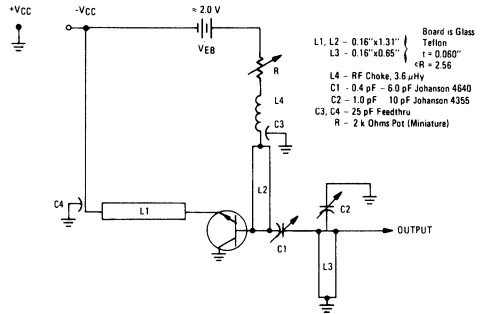 +VCC
-VCC
≈ 2.0 V
VEB
R
L4
C3
C4
L1
L2
C1
C2
L3
OUTPUT
L1, L2 - 0.16"x1.31"
L3 - 0.16"x0.65"
Board is Glass
Teflon
t = 0.060"
εR = 2.56
L4 - RF Choke, 3.6 μHy
C1 - 0.4 pF - 6.0 pF Johanson 4640
C2 - 1.0 pF 10 pF Johanson 4355
C3, C4 - 25 pF Feedthru
R - 2 k Ohms Pot (Miniature)